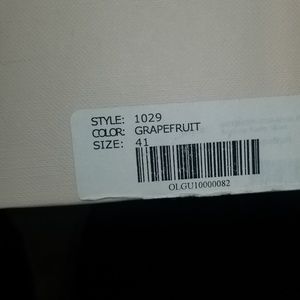 STYLE: 1029
COLOR: GRAPEFRUIT
SIZE: 41
OLGU10000082